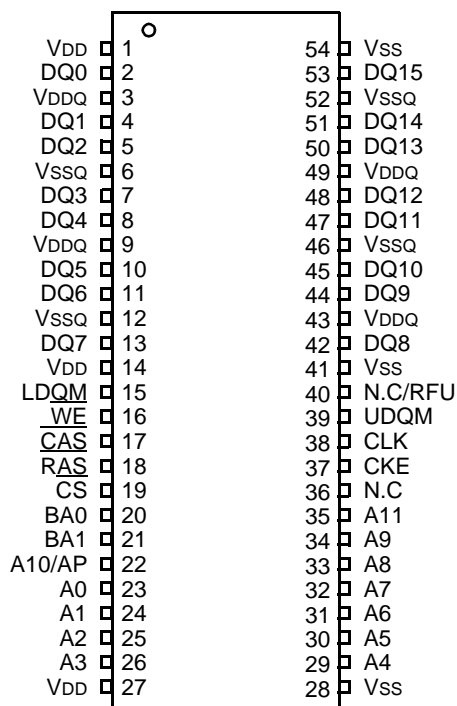 VDD 1 54 VSS
DQ0 2 53 DQ15
VDDQ 3 52 VSSQ
DQ1 4 51 DQ14
DQ2 5 50 DQ13
VSSQ 6 49 VDDQ
DQ3 7 48 DQ12
DQ4 8 47 DQ11
VDDQ 9 46 VSSQ
DQ5 10 45 DQ10
DQ6 11 44 DQ9
VSSQ 12 43 VDDQ
DQ7 13 42 DQ8
VDD 14 41 VSS
LDQM 15 40 N.C/RFU
WE 16 39 UDQM
CAS 17 38 CLK
RAS 18 37 CKE
CS 19 36 N.C
BA0 20 35 A11
BA1 21 34 A9
A10/AP 22 33 A8
A0 23 32 A7
A1 24 31 A6
A2 25 30 A5
A3 26 29 A4
VDD 27 28 VSS